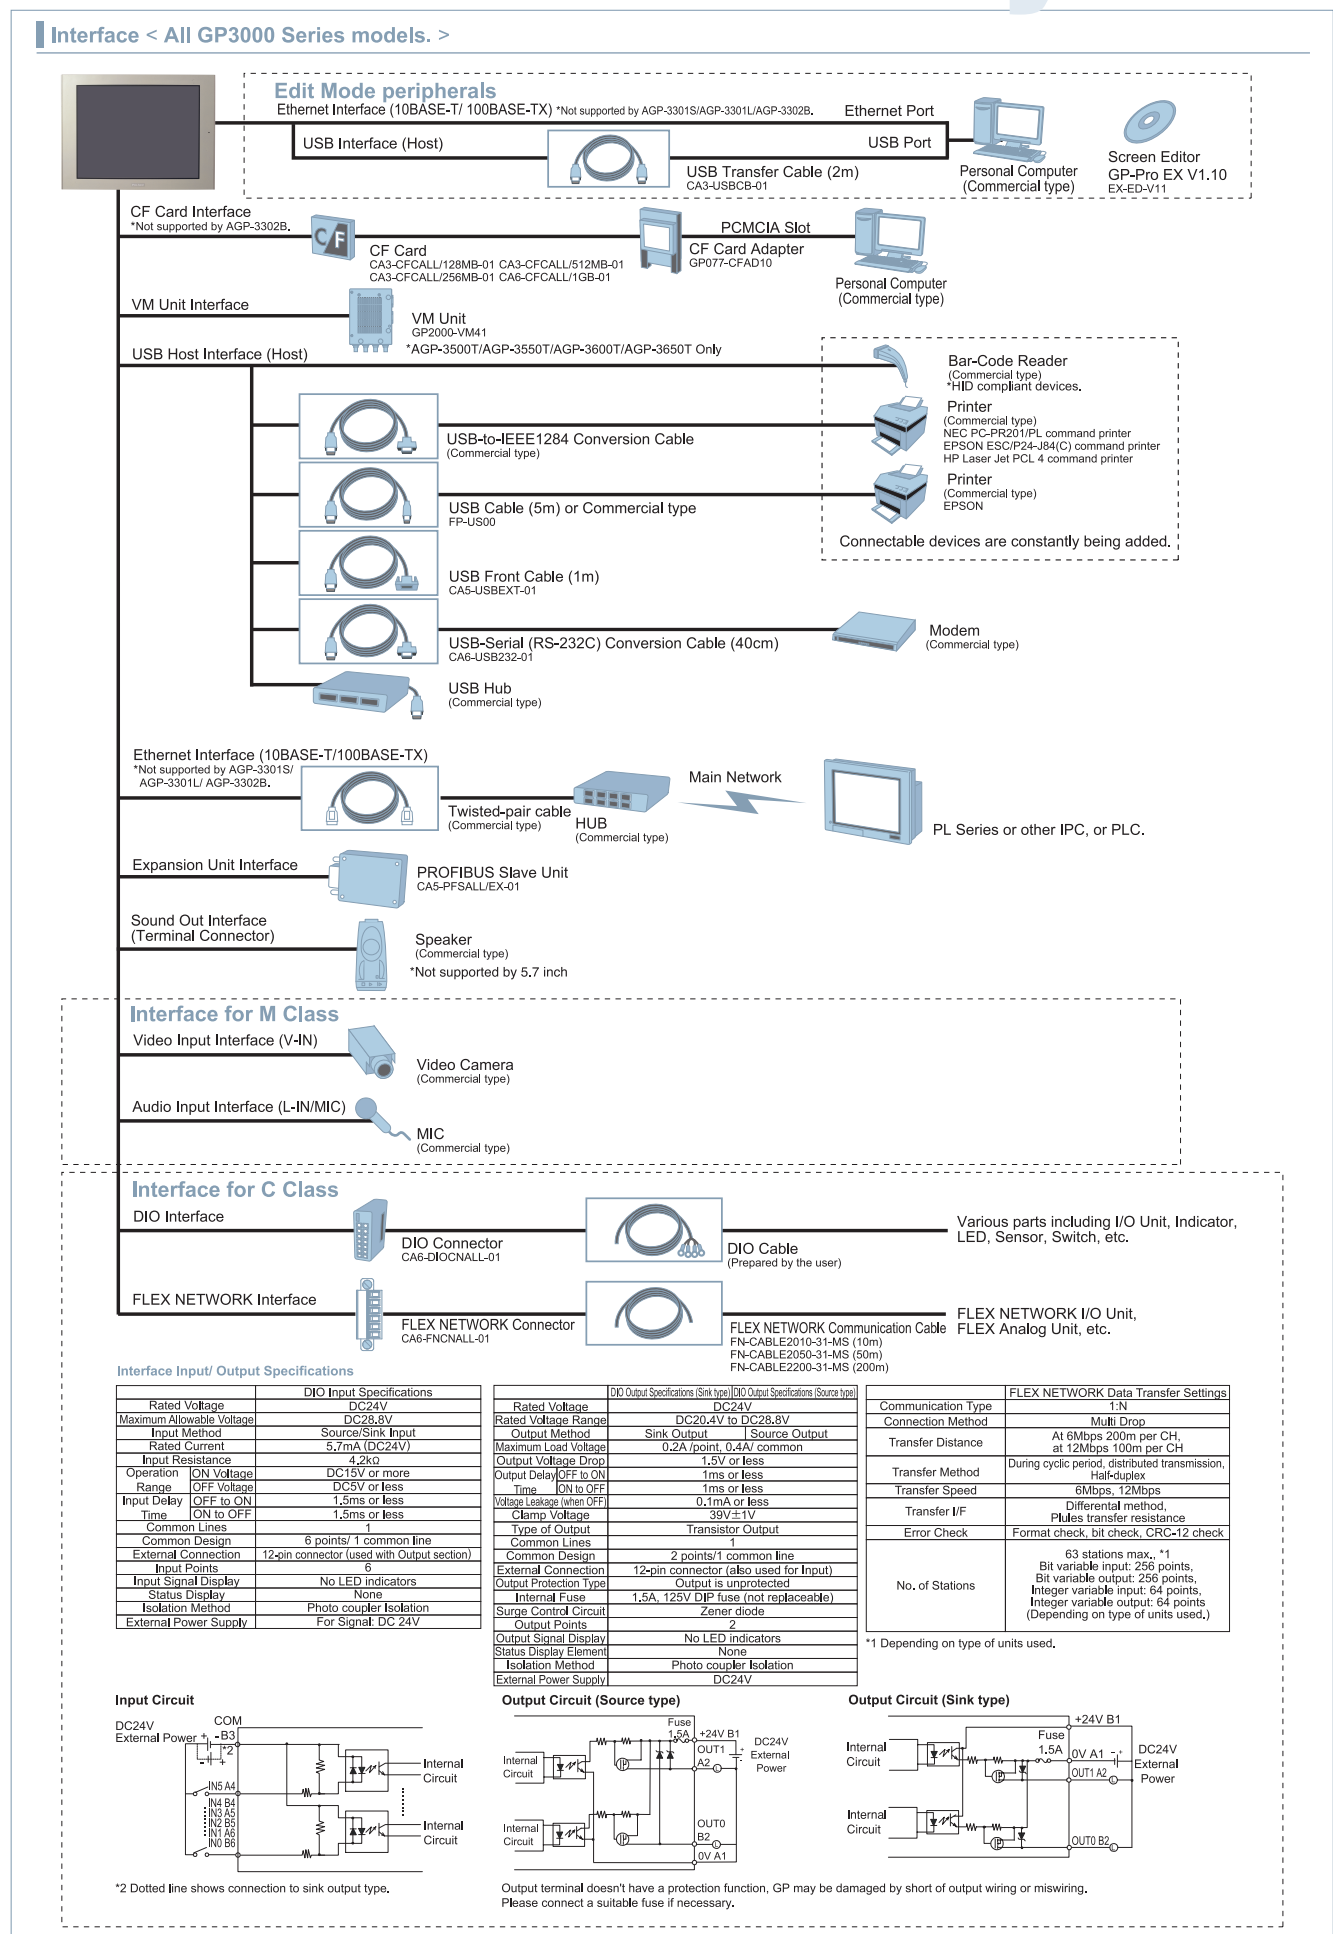 Interface < All GP3000 Series models. >
Edit Mode peripherals
Ethernet Interface (10BASE-T/ 100BASE-TX) *Not supported by AGP-3301S/AGP-3301L/AGP-3302B.
Ethernet Port
USB Interface (Host)
USB Port
USB Transfer Cable (2m)
CA3-USBCB-01
Personal Computer
(Commercial type)
Screen Editor
GP-Pro EX V1.10
EX-ED-V11
CF Card Interface
*Not supported by AGP-3302B.
C/F
CF Card
CA3-CFCALL/128MB-01 CA3-CFCALL/512MB-01
CA3-CFCALL/256MB-01 CA6-CFCALL/1GB-01
PCMCIA Slot
CF Card Adapter
GP077-CFAD10
Personal Computer
(Commercial type)
VM Unit Interface
VM Unit
GP2000-VM41
*AGP-3500T/AGP-3550T/AGP-3600T/AGP-3650T Only
USB Host Interface (Host)
Bar-Code Reader
(Commercial type)
*HID compliant devices.
USB-to-IEEE1284 Conversion Cable
(Commercial type)
Printer
(Commercial type)
NEC PC-PR201/PL command printer
EPSON ESC/P24-J84(C) command printer
HP Laser Jet PCL 4 command printer
USB Cable (5m) or Commercial type
FP-US00
Printer
(Commercial type)
EPSON
Connectable devices are constantly being added.
USB Front Cable (1m)
CA5-USBEXT-01
USB-Serial (RS-232C) Conversion Cable (40cm)
CA6-USB232-01
Modem
(Commercial type)
USB Hub
(Commercial type)
Ethernet Interface (10BASE-T/100BASE-TX)
*Not supported by AGP-3301S/
AGP-3301L/ AGP-3302B.
Twisted-pair cable
(Commercial type)
HUB
(Commercial type)
Main Network
PL Series or other IPC, or PLC.
Expansion Unit Interface
PROFIBUS Slave Unit
CA5-PFSALL/EX-01
Sound Out Interface
(Terminal Connector)
Speaker
(Commercial type)
*Not supported by 5.7 inch
Interface for M Class
Video Input Interface (V-IN)
Video Camera
(Commercial type)
Audio Input Interface (L-IN/MIC)
MIC
(Commercial type)
Interface for C Class
DIO Interface
DIO Connector
CA6-DIOCNALL-01
DIO Cable
(Prepared by the user)
Various parts including I/O Unit, Indicator,
LED, Sensor, Switch, etc.
FLEX NETWORK Interface
FLEX NETWORK Connector
CA6-FNCNALL-01
FLEX NETWORK Communication Cable
FN-CABLE2010-31-MS (10m)
FN-CABLE2050-31-MS (50m)
FN-CABLE2200-31-MS (200m)
FLEX NETWORK I/O Unit,
FLEX Analog Unit, etc.
Interface Input/ Output Specifications
DIO Input Specifications
Rated Voltage DC24V
Maximum Allowable Voltage DC28.8V
Input Method Source/Sink Input
Rated Current 5.7mA (DC24V)
Input Resistance 4.2kΩ
Operation Range ON Voltage DC15V or more
OFF Voltage DC5V or less
Input Delay Time OFF to ON 1.5ms or less
ON to OFF 1.5ms or less
Common Lines 1
Common Design 6 points/ 1 common line
External Connection 12-pin connector (used with Output section)
Input Points 6
Input Signal Display No LED indicators
Status Display None
Isolation Method Photo coupler Isolation
External Power Supply For Signal: DC 24V
DIO Output Specifications (Sink type) DIO Output Specifications (Source type)
Rated Voltage DC24V
Rated Voltage Range DC20.4V to DC28.8V
Output Method Sink Output Source Output
Maximum Load Voltage 0.2A /point, 0.4A/ common
Output Voltage Drop 1.5V or less
Output Delay Time OFF to ON 1ms or less
ON to OFF 1ms or less
Voltage Leakage (when OFF) 0.1mA or less
Clamp Voltage 39V±1V
Type of Output Transistor Output
Common Lines 1
Common Design 2 points/1 common line
External Connection 12-pin connector (also used for Input)
Output Protection Type Output is unprotected
Internal Fuse 1.5A, 125V DIP fuse (not replaceable)
Surge Control Circuit Zener diode
Output Points 2
Output Signal Display No LED indicators
Status Display Element None
Isolation Method Photo coupler Isolation
External Power Supply DC24V
FLEX NETWORK Data Transfer Settings
Communication Type 1:N
Connection Method Multi Drop
Transfer Distance At 6Mbps 200m per CH,
at 12Mbps 100m per CH
Transfer Method During cyclic period, distributed transmission,
Half-duplex
Transfer Speed 6Mbps, 12Mbps
Transfer I/F Differental method,
Plules transfer resistance
Error Check Format check, bit check, CRC-12 check
No. of Stations 63 stations max., *1
Bit variable input: 256 points,
Bit variable output: 256 points,
Integer variable input: 64 points,
Integer variable output: 64 points
(Depending on type of units used.)
*1 Depending on type of units used.
Input Circuit
DC24V
External Power + -
COM
B3
*2
- +
IN5 A4
IN4 B4
IN3 A5
IN2 B5
IN1 A6
IN0 B6
Internal
Circuit
Internal
Circuit
*2 Dotted line shows connection to sink output type.
Output Circuit (Source type)
Internal
Circuit
Internal
Circuit
Fuse
1.5A
+24V B1
OUT1
A2 L
OUT0
B2 L
0V A1
DC24V
External
Power
Output Circuit (Sink type)
Internal
Circuit
Internal
Circuit
+24V B1
Fuse
1.5A
0V A1 - +
OUT1 A2 L
OUT0 B2 L
DC24V
External
Power
Output terminal doesn't have a protection function, GP may be damaged by short of output wiring or miswiring.
Please connect a suitable fuse if necessary.